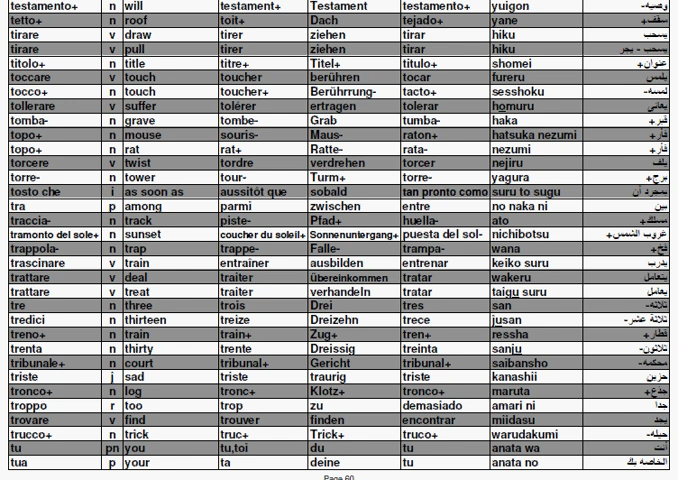 testamento+ n will testament+ Testament testamento+ yuigon وصيه-
tetto+ n roof toit+ Dach tejado+ yane سقف+
tirare v draw tirer ziehen tirar hiku يسحب
tirare v pull tirer ziehen tirar hiku يسحب - يجر
titolo+ n title titre+ Titel+ titulo+ shomei عنوان+
toccare v touch toucher berühren tocar fureru يلمس
tocco+ n touch toucher+ Berührrung- tacto+ sesshoku لمسه-
tollerare v suffer tolérer ertragen tolerar homuru يعانى
tomba- n grave tombe- Grab tumba- haka قبر+
topo+ n mouse souris- Maus- raton+ hatsuka nezumi فأر+
topo+ n rat rat+ Ratte- rata- nezumi فأر+
torcere v twist tordre verdrehen torcer nejiru يلف
torre- n tower tour- Turm+ torre- yagura برج+
tosto che i as soon as aussitót que sobald tan pronto como suru to sugu بمجرد أن
tra p among parmi zwischen entre no naka ni بين
traccia- n track piste- Pfad+ huella- ato مسلك+
tramonto del sole+ n sunset coucher du soleil+ Sonnenuntergang+ puesta del sol- nichibotsu غروب الشمس+
trappola- n trap trappe- Falle- trampa- wana فخ+
trascinare v train entrainer ausbilden entrenar keiko suru يدرب
trattare v deal traiter übereinkommen tratar wakeru يتعامل
trattare v treat traiter verhandeln tratar taigu suru يعامل
tre n three trois Drei tres san ثلاثه-
tredici n thirteen treize Dreizehn trece jusan ثلاثة عشر-
treno+ n train train+ Zug+ tren+ ressha قطار+
trenta n thirty trente Dreissig treinta sanju ثلاثون-
tribunale+ n court tribunal+ Gericht tribunal+ saibansho محكمه-
triste j sad triste traurig triste kanashii حزين
tronco+ n log tronc+ Klotz+ tronco+ maruta جذع+
troppo r too trop zu demasiado amari ni جدا
trovare v find trouver finden encontrar miidasu يجد
trucco+ n trick truc+ Trick+ truco+ warudakumi حيله-
tu pn you tu,toi du tu anata wa أنت
tua p your ta deine tu anata no الخاصه بك
Page 60